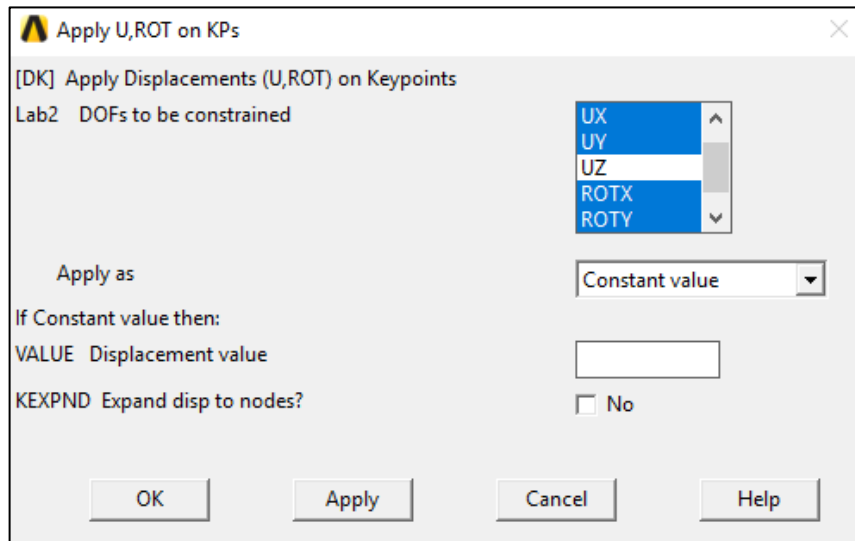 Apply U,ROT on KPs
[DK] Apply Displacements (U,ROT) on Keypoints
Lab2 DOFs to be constrained
UX
UY
UZ
ROTX
ROTY
Apply as
Constant value
If Constant value then:
VALUE Displacement value
KEXPND Expand disp to nodes?
No
OK
Apply
Cancel
Help